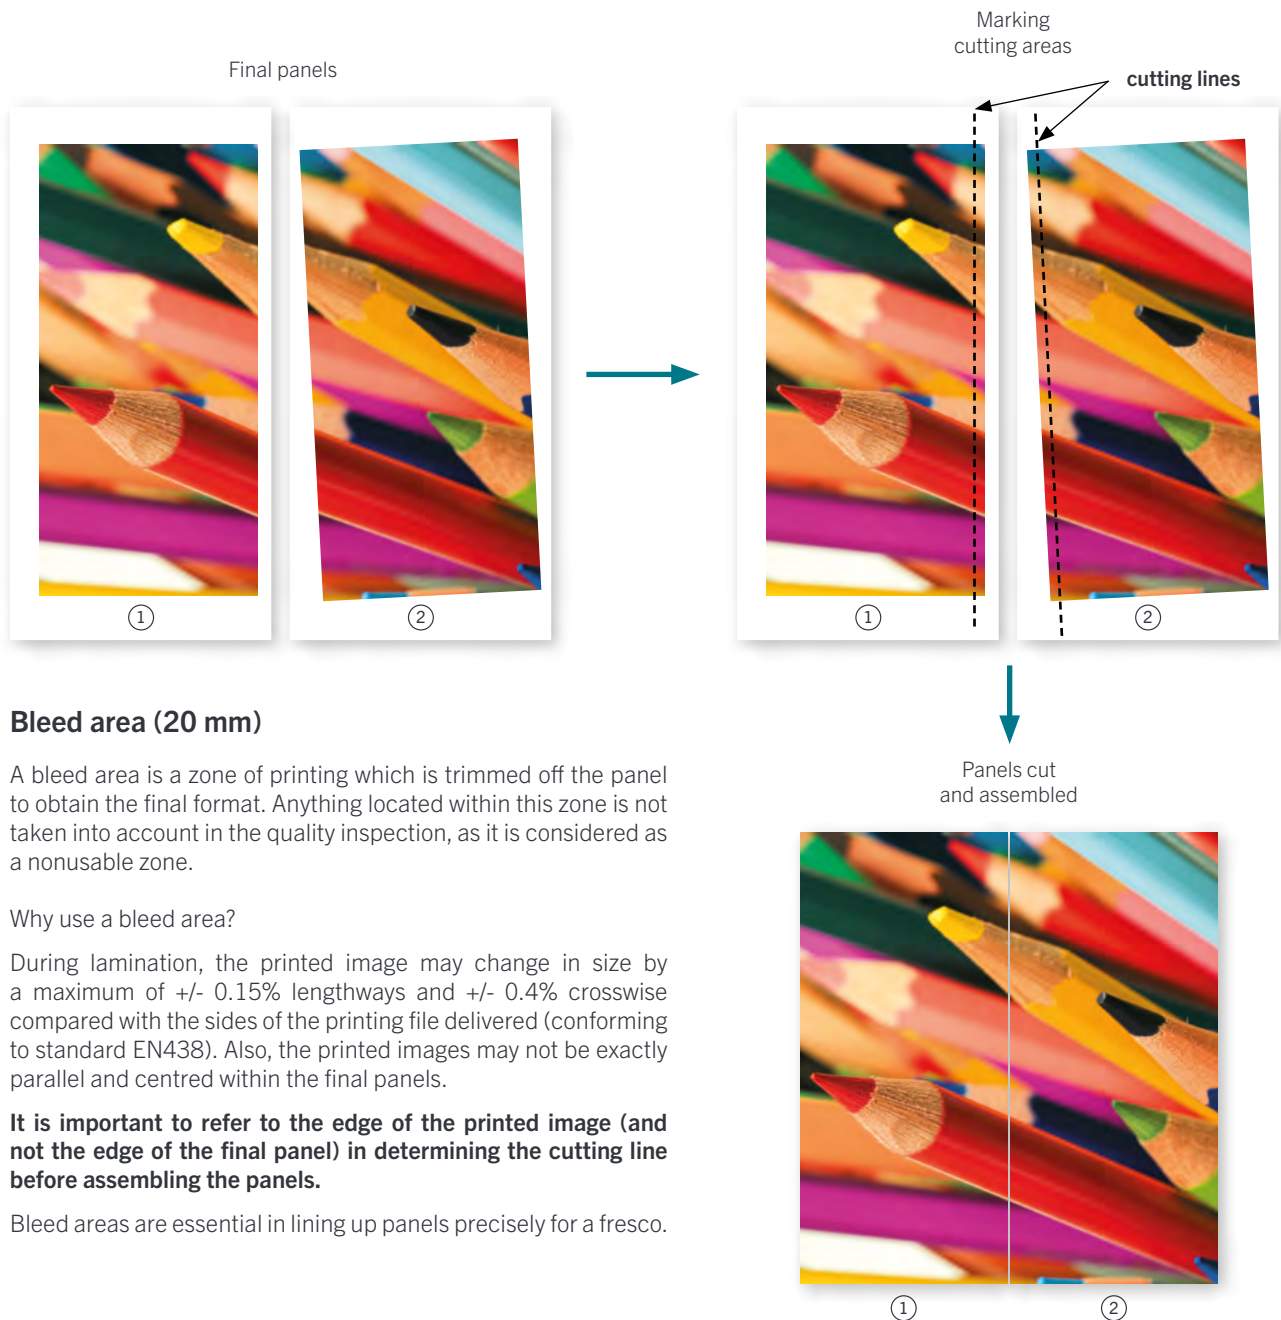 Final panels
Marking
cutting areas
cutting lines
1
2
1
2
Bleed area (20 mm)
A bleed area is a zone of printing which is trimmed off the panel
to obtain the final format. Anything located within this zone is not
taken into account in the quality inspection, as it is considered as
a nonusable zone.
Why use a bleed area?
During lamination, the printed image may change in size by
a maximum of +/- 0.15% lengthways and +/- 0.4% crosswise
compared with the sides of the printing file delivered (conforming
to standard EN438). Also, the printed images may not be exactly
parallel and centred within the final panels.
It is important to refer to the edge of the printed image (and
not the edge of the final panel) in determining the cutting line
before assembling the panels.
Bleed areas are essential in lining up panels precisely for a fresco.
Panels cut
and assembled
1
2